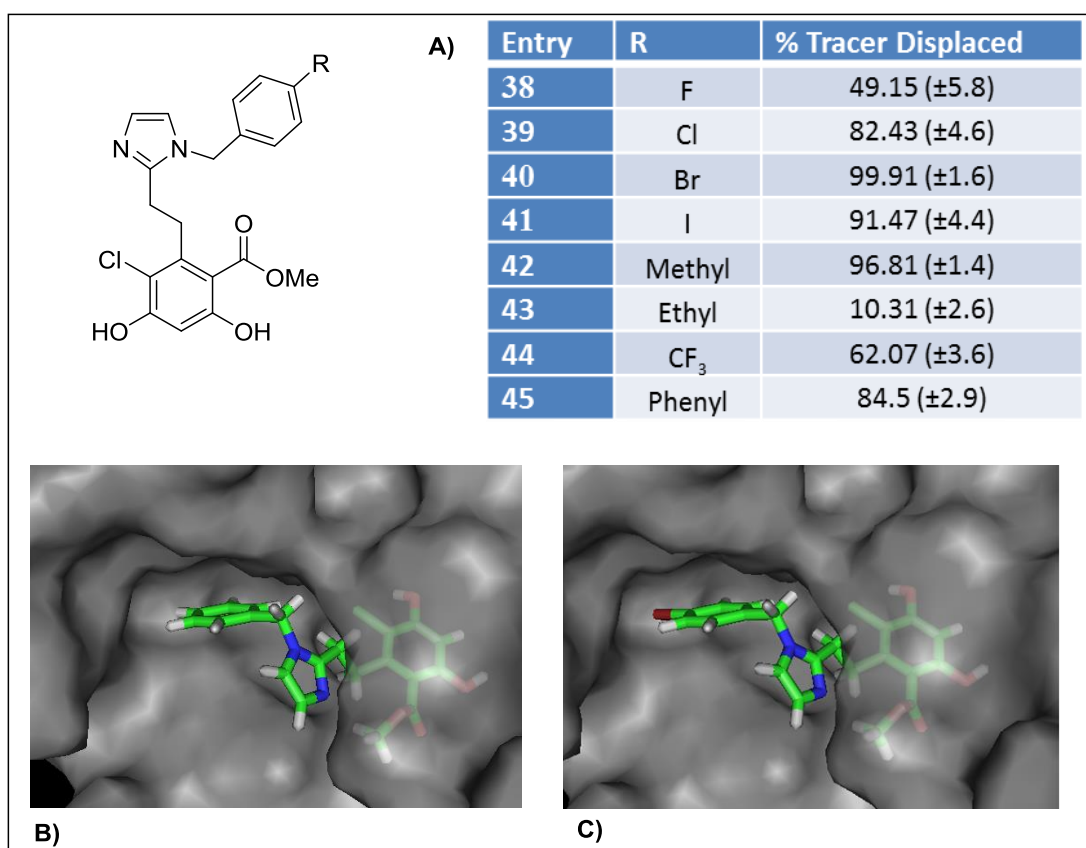 A)
Entry R % Tracer Displaced
38 F 49.15 (±5.8)
39 Cl 82.43 (±4.6)
40 Br 99.91 (±1.6)
41 I 91.47 (±4.4)
42 Methyl 96.81 (±1.4)
43 Ethyl 10.31 (±2.6)
44 CF3 62.07 (±3.6)
45 Phenyl 84.5 (±2.9)
R
N N
O
Cl
OMe
HO OH
B) C)